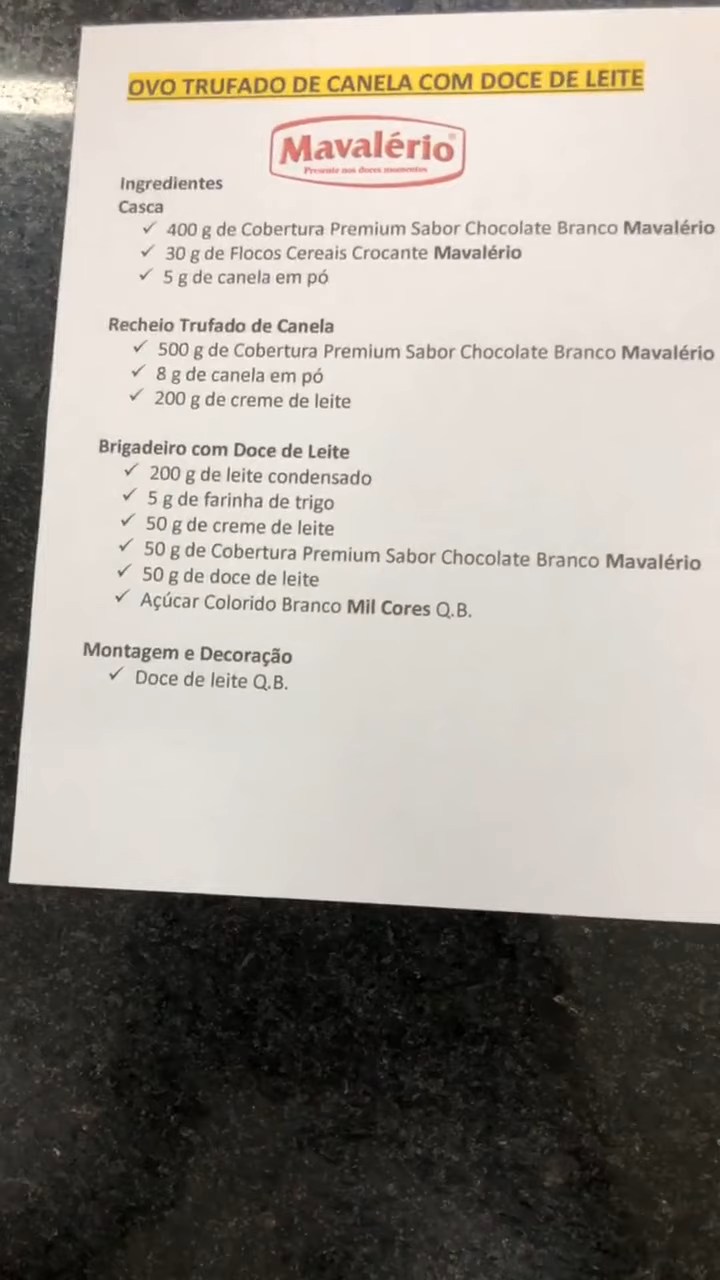 OVO TRUFADO DE CANELA COM DOCE DE LEITE
Mavalério®
Presente nos doces momentos
Ingredientes
Casca
✓ 400 g de Cobertura Premium Sabor Chocolate Branco Mavalério
✓ 30 g de Flocos Cereais Crocante Mavalério
✓ 5 g de canela em pó
Recheio Trufado de Canela
✓ 500 g de Cobertura Premium Sabor Chocolate Branco Mavalério
✓ 8 g de canela em pó
✓ 200 g de creme de leite
Brigadeiro com Doce de Leite
✓ 200 g de leite condensado
✓ 5 g de farinha de trigo
✓ 50 g de creme de leite
✓ 50 g de Cobertura Premium Sabor Chocolate Branco Mavalério
✓ 50 g de doce de leite
✓ Açúcar Colorido Branco Mil Cores Q.B.
Montagem e Decoração
✓ Doce de leite Q.B.